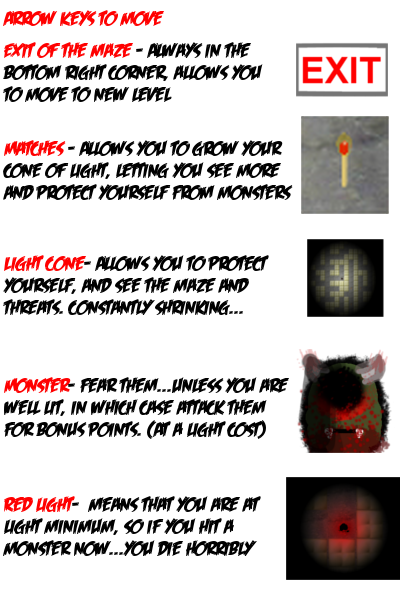 ARROW KEYS TO MOVE
EXIT OF THE MAZE - ALWAYS IN THE
BOTTOM RIGHT CORNER, ALLOWS YOU
TO MOVE TO NEW LEVEL
EXIT
MATCHES - ALLOWS YOU TO GROW YOUR
CONE OF LIGHT, LETTING YOU SEE MORE
AND PROTECT YOURSELF FROM MONSTERS
LIGHT CONE- ALLOWS YOU TO PROTECT
YOURSELF, AND SEE THE MAZE AND
THREATS. CONSTANTLY SHRINKING...
MONSTER- FEAR THEM...UNLESS YOU ARE
WELL LIT, IN WHICH CASE ATTACK THEM
FOR BONUS POINTS. (AT A LIGHT COST)
RED LIGHT- MEANS THAT YOU ARE AT
LIGHT MINIMUM, SO IF YOU HIT A
MONSTER NOW...YOU DIE HORRIBLY